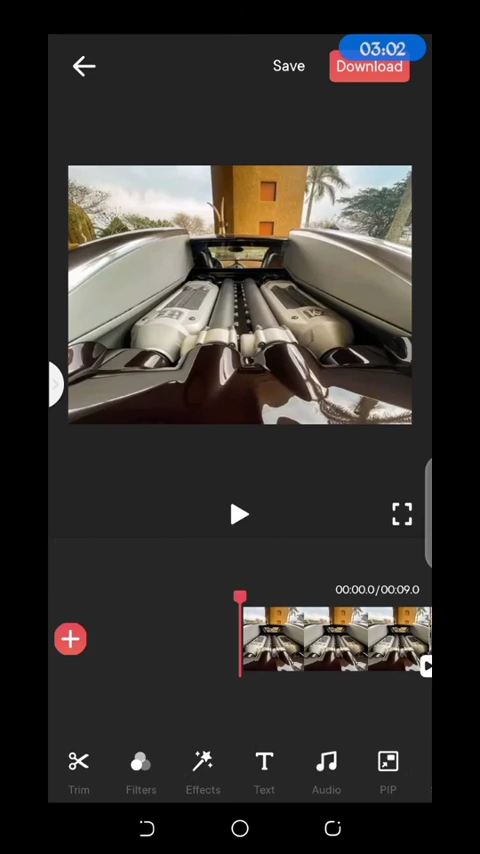 03:02
Save
Download
00:00.0/00:09.0
Trim
Filters
Effects
Text
Audio
PIP